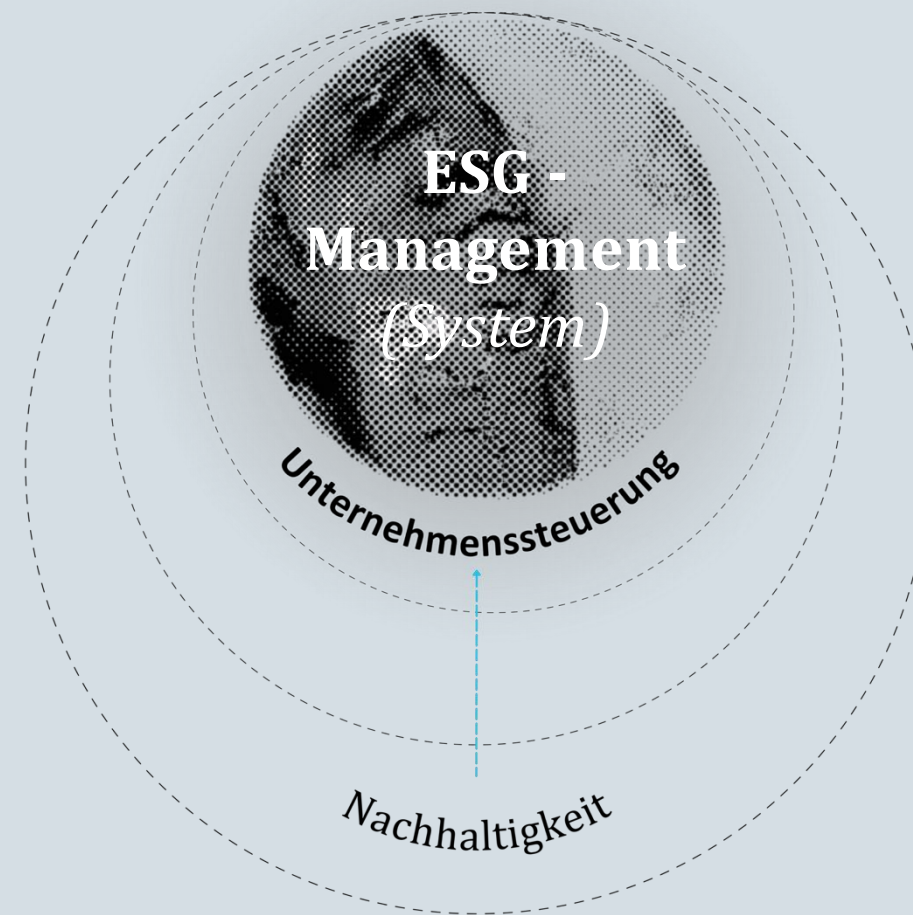 ESG -
Management
(System)
Unternehmenssteuerung
Nachhaltigkeit